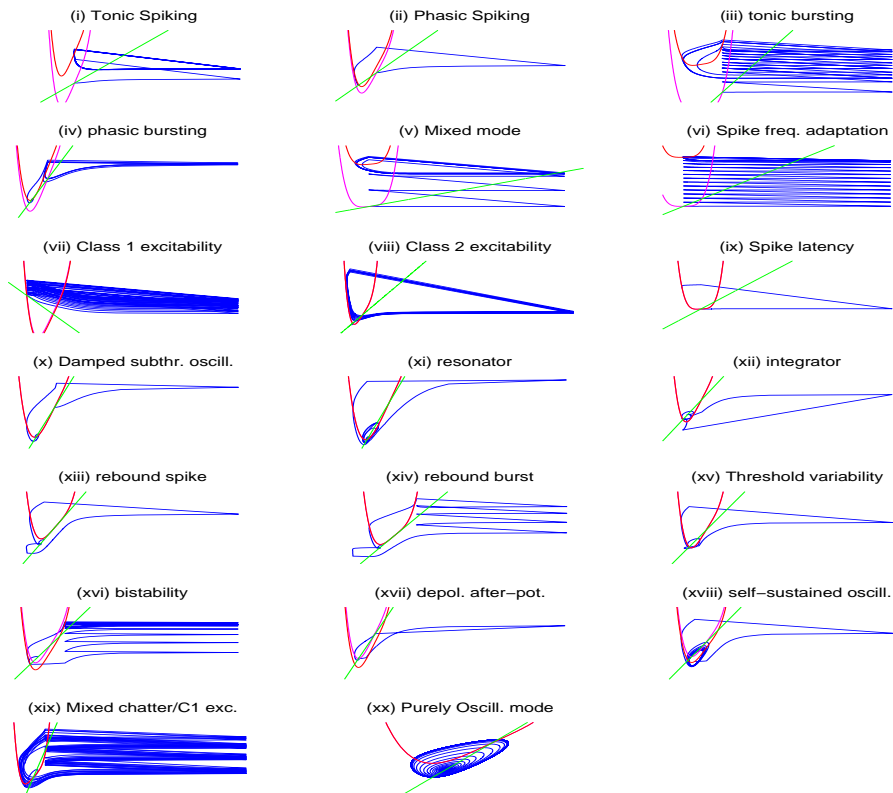 (i) Tonic Spiking
(ii) Phasic Spiking
(iii) tonic bursting
(iv) phasic bursting
(v) Mixed mode
(vi) Spike freq. adaptation
(vii) Class 1 excitability
(viii) Class 2 excitability
(ix) Spike latency
(x) Damped subthr. oscill.
(xi) resonator
(xii) integrator
(xiii) rebound spike
(xiv) rebound burst
(xv) Threshold variability
(xvi) bistability
(xvii) depol. after−pot.
(xviii) self−sustained oscill.
(xix) Mixed chatter/C1 exc.
(xx) Purely Oscill. mode